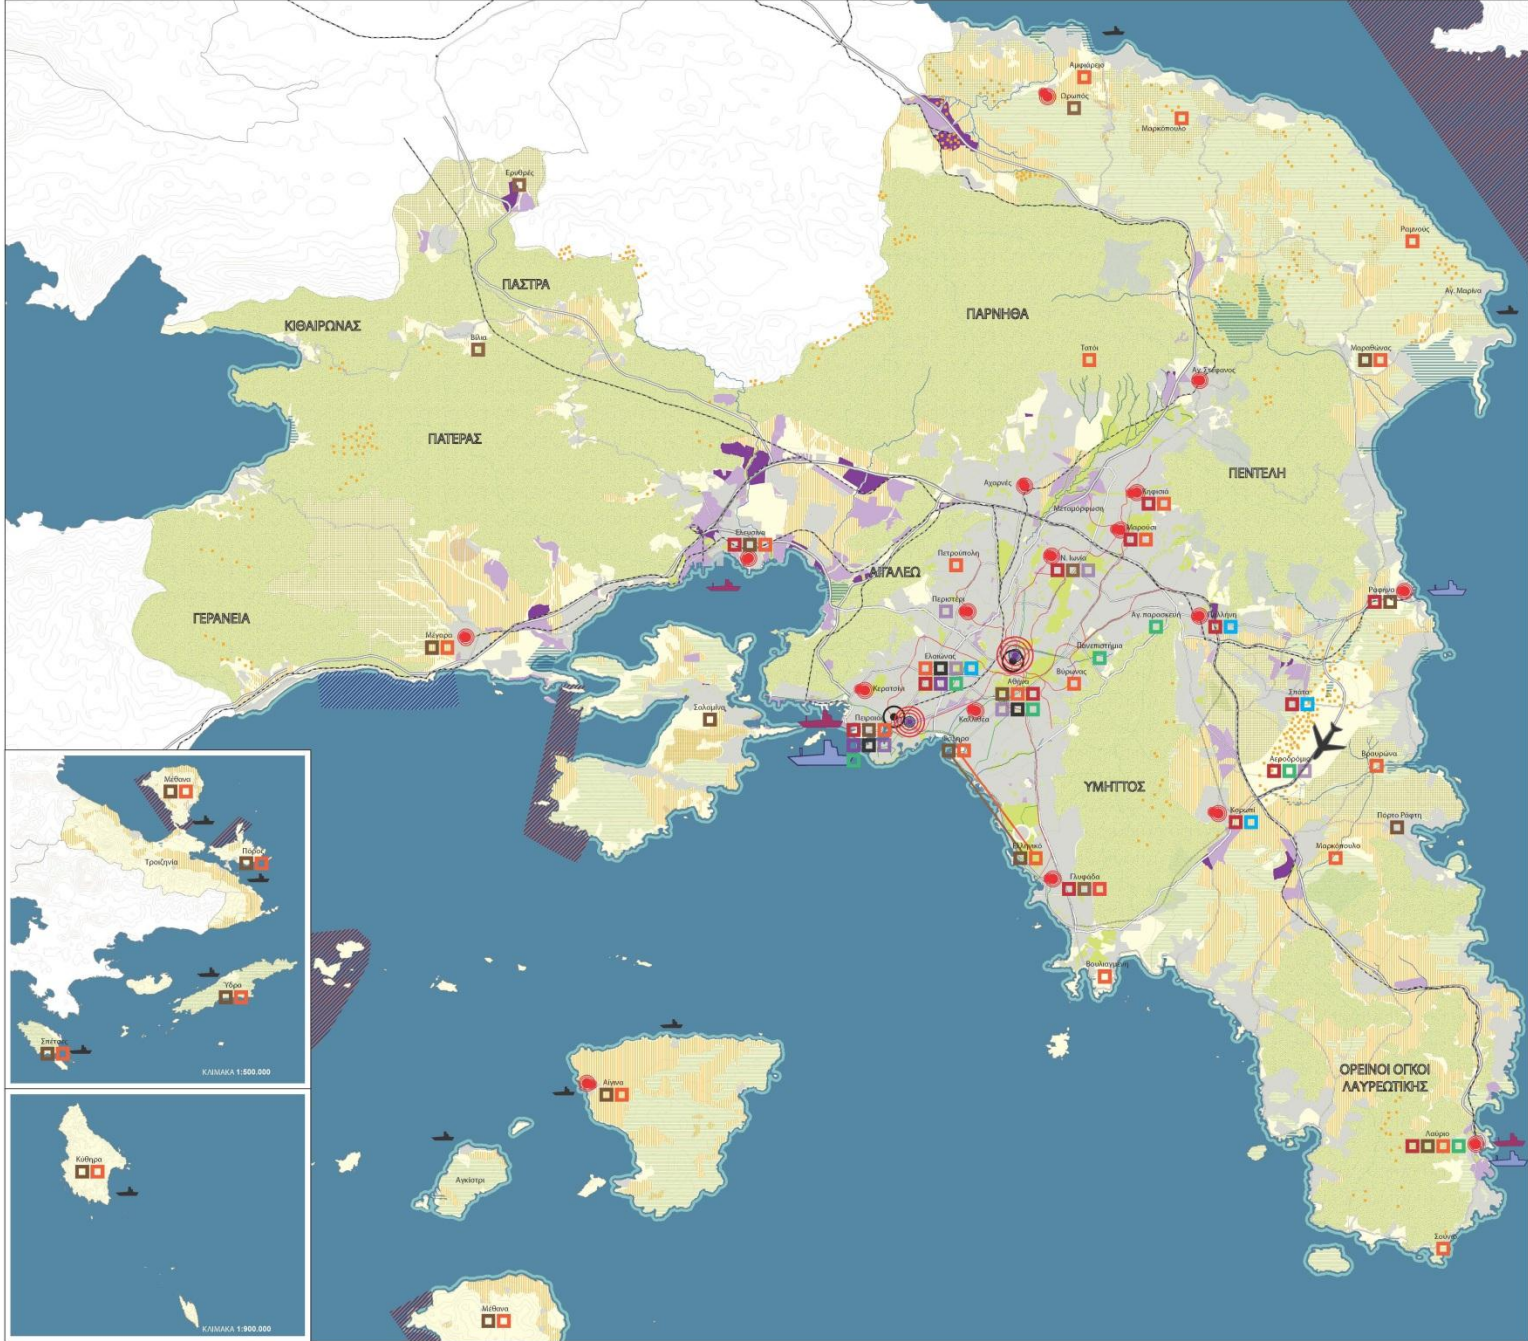 Αμφιάρειο
Ωρωπός
Μαρκόπουλο
Ερυθρές
Ραμνούς
ΠΑΣΤΡΑ
Αγ. Μαρίνα
ΠΑΡΝΗΘΑ
ΚΙΘΑΙΡΩΝΑΣ
Βίλια
Τατόι
Μαραθώνας
Αγ. Στέφανος
ΠΑΤΕΡΑΣ
ΠΕΝΤΕΛΗ
Αχαρνές
Κηφισιά
Μεταμόρφωση
Μαρούσι
Ελευσίνα
Πετρούπολη
Ν. Ιωνία
ΑΙΓΑΛΕΩ
Ραφήνα
Περιστέρι
ΓΕΡΑΝΕΙΑ
Αγ. παρασκευή
Παλλήνη
Μέγαρα
Ελαιώνας
Πανεπιστήμιο
Βύρωνας
Αθήνα
Κερατσίνι
Σπάτα
Σαλαμίνα
Πειραιάς
Καλλιθέα
Φάληρο
Βραυρώνα
Αεροδρόμιο
Μέθανα
ΥΜΗΤΤΟΣ
Κορωπί
Πόρτο Ράφτη
Τροιζηνία
Πόρος
Ελληνικό
Μαρκόπουλο
Γλυφάδα
Βουλιαγμένη
Ύδρα
Σπέτσες
ΚΛΙΜΑΚΑ 1:500.000
ΟΡΕΙΝΟΙ ΟΓΚΟΙ
ΛΑΥΡΕΩΤΙΚΗΣ
Αίγινα
Λαύριο
Κύθηρα
Αγκίστρι
Σούνιο
Μέθανα
ΚΛΙΜΑΚΑ 1:900.000